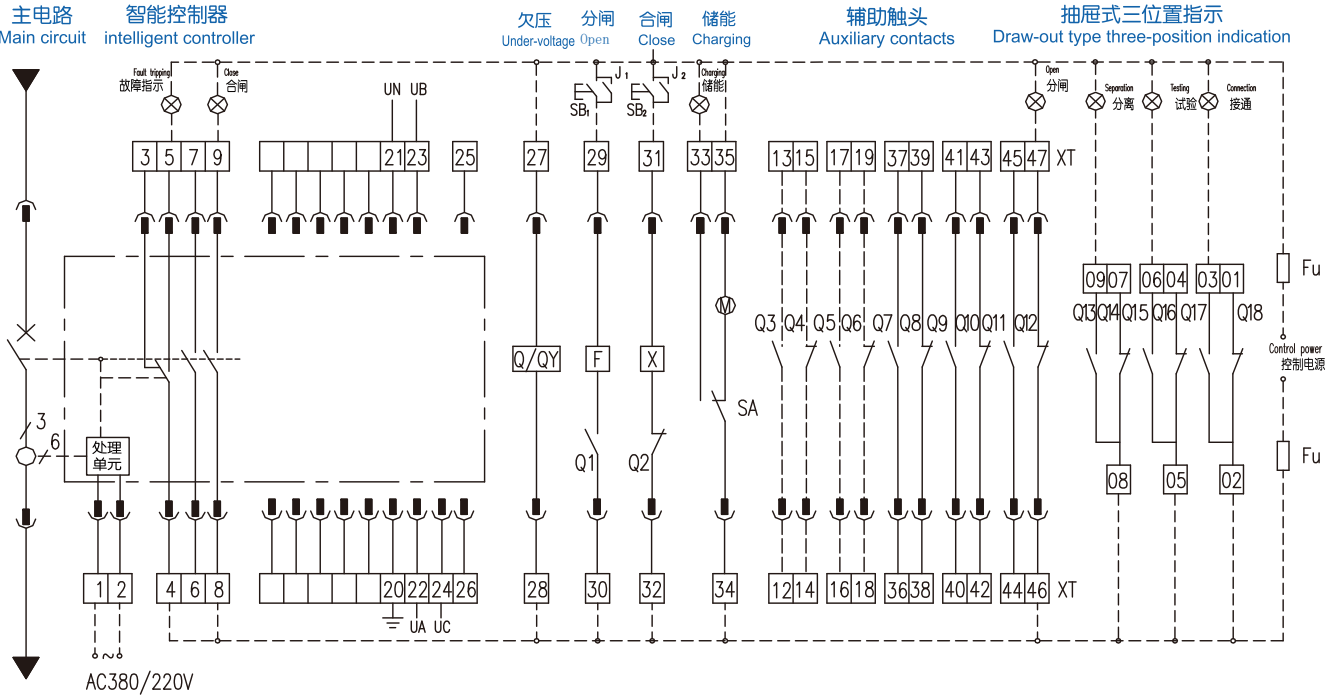 主电路 智能控制器 欠压 分闸 合闸 储能 辅助触头 抽屉式三位置指示
Main circuit intelligent controller Under-voltage Open Close Charging Auxiliary contacts Draw-out type three-position indication
Fault tripping Close J1 J2 Charging Open Separation Testing Connection
故障指示 合闸 储能 分闸 分离 试验 接通
UN UB SB1 SB2
3 5 7 9 21 23 25 27 29 31 33 35 13 15 17 19 37 39 41 43 45 47 XT
09 07 06 04 03 01 Fu
M
Q3 Q4 Q5 Q6 Q7 Q8 Q9 Q10 Q11 Q12 Q13 Q14 Q15 Q16 Q17 Q18
Q/QY F X
Control power
控制电源
SA
3
6
处理
单元
Q1 Q2 Fu
08 05 02
1 2 4 6 8 20 22 24 26 28 30 32 34 12 14 16 18 36 38 40 42 44 46 XT
UA UC
~
AC380/220V